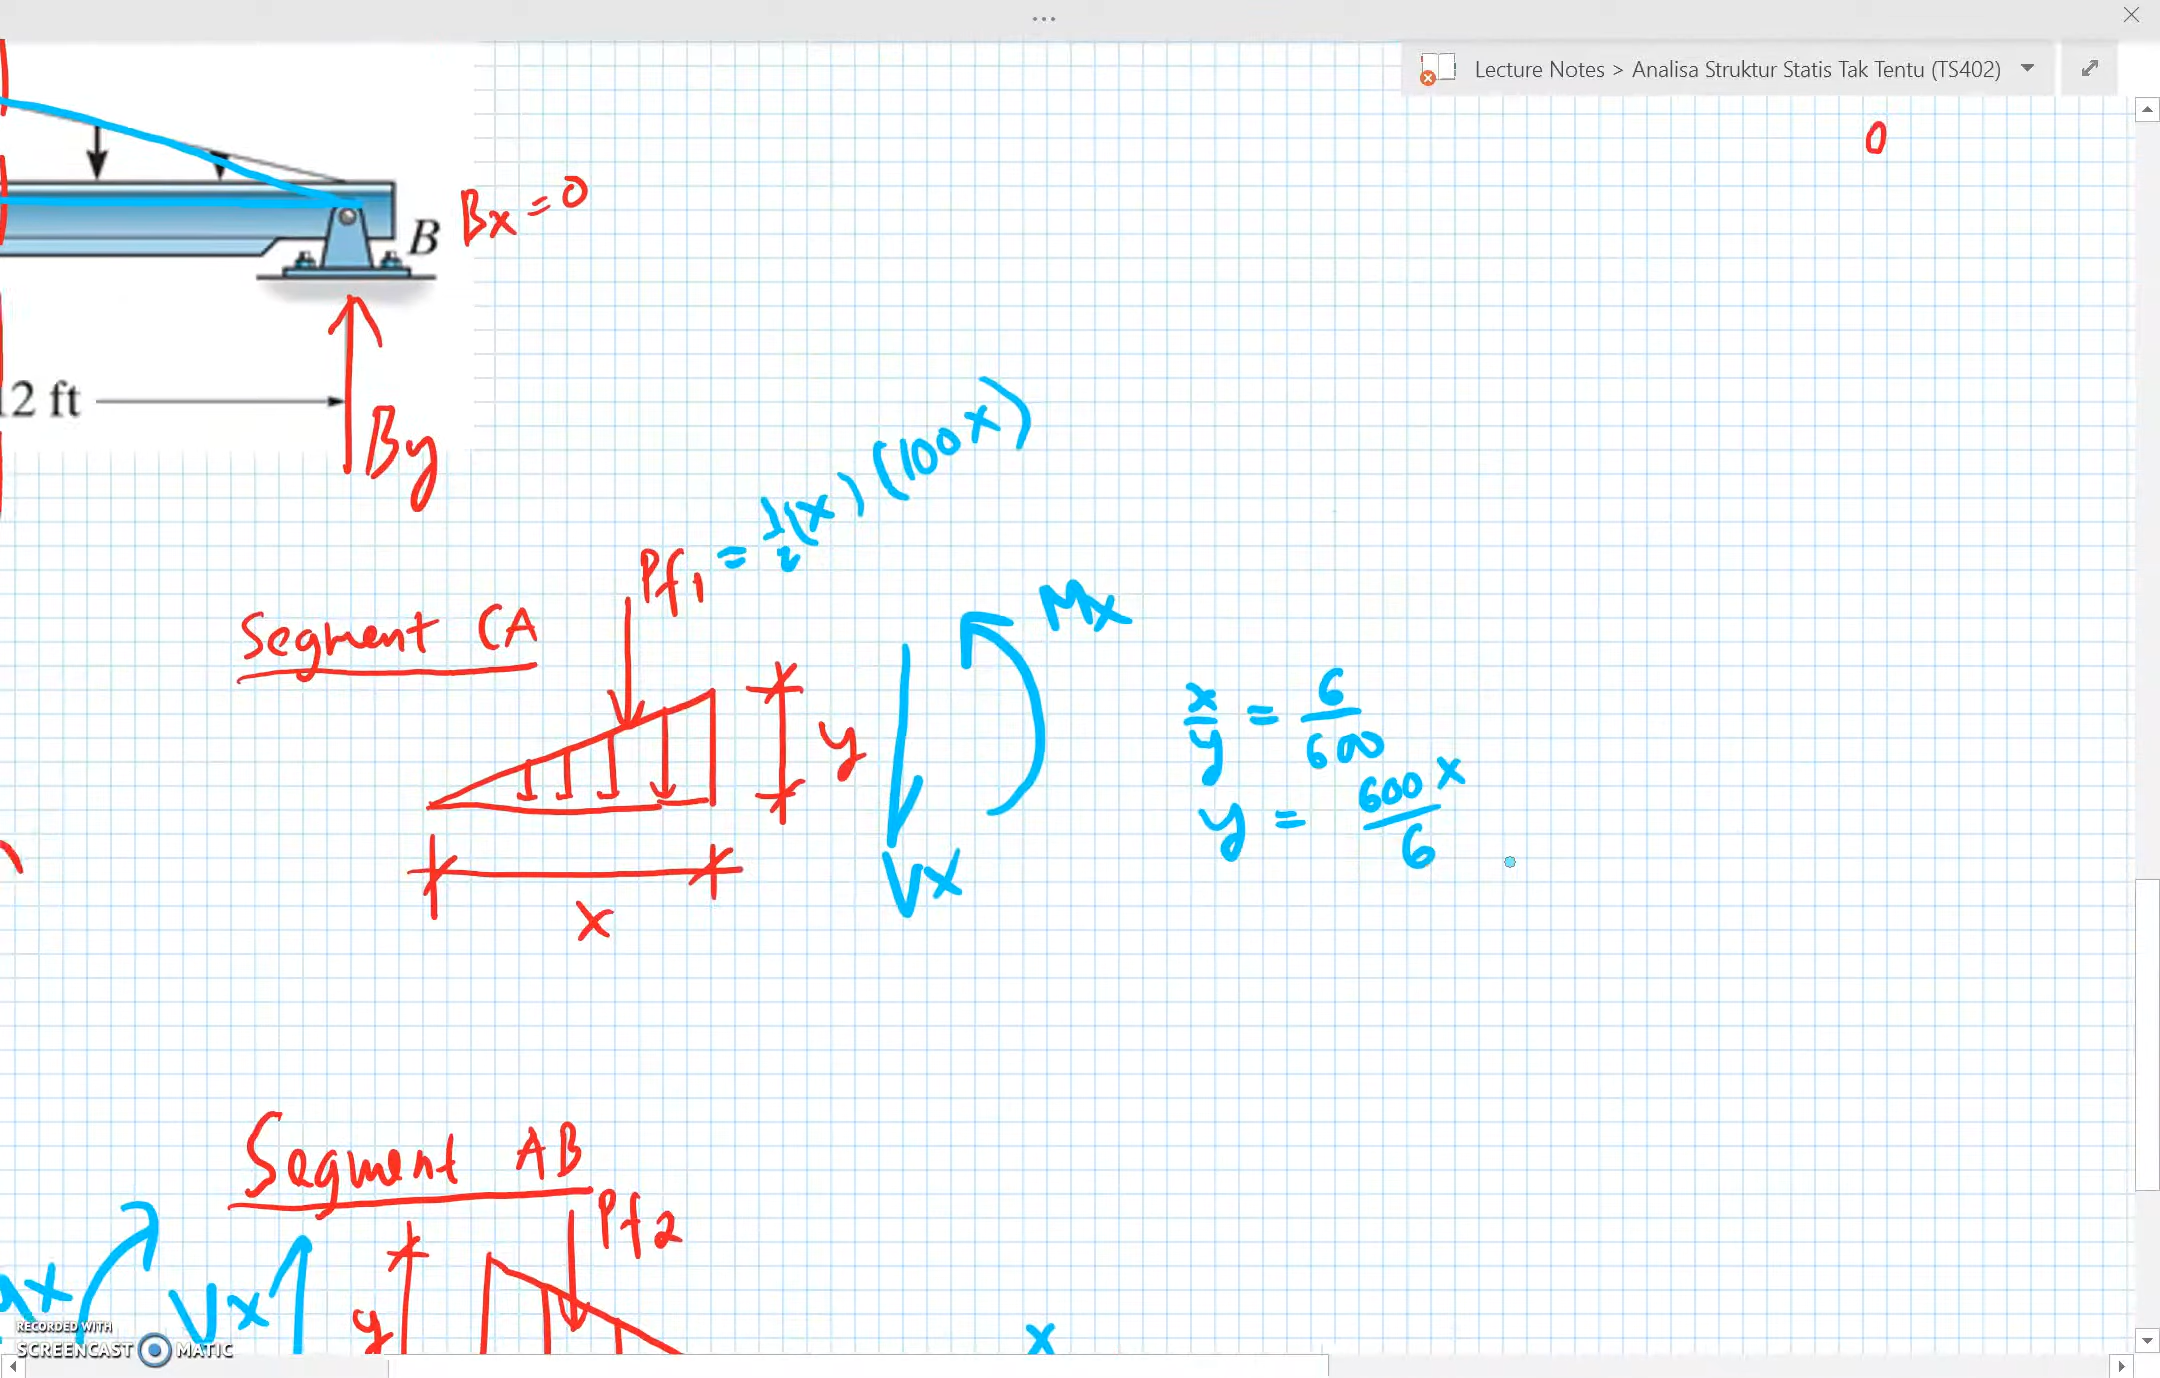 Lecture Notes > Analisa Struktur Statis Tak Tentu (TS402)
0
Bx = 0
B
2 ft
By
Pf1 = 1/2 (x) (100x)
Segment CA
Mx
y
x/y = 6/600
y = 600x/6
Vx
x
Segment AB
Pf2
x
Vx
y
x
RECORDED WITH
SCREENCAST MATIC